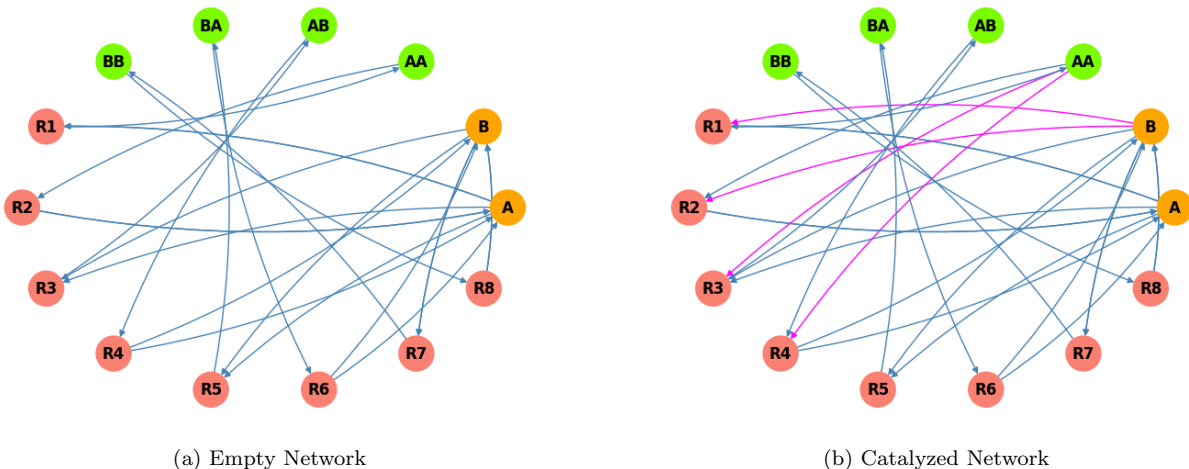 BA AB
BB AA
R1 B
R2 A
R3 R8
R4 R7
R5 R6
(a) Empty Network
BA AB
BB AA
R1 B
R2 A
R3 R8
R4 R7
R5 R6
(b) Catalyzed Network